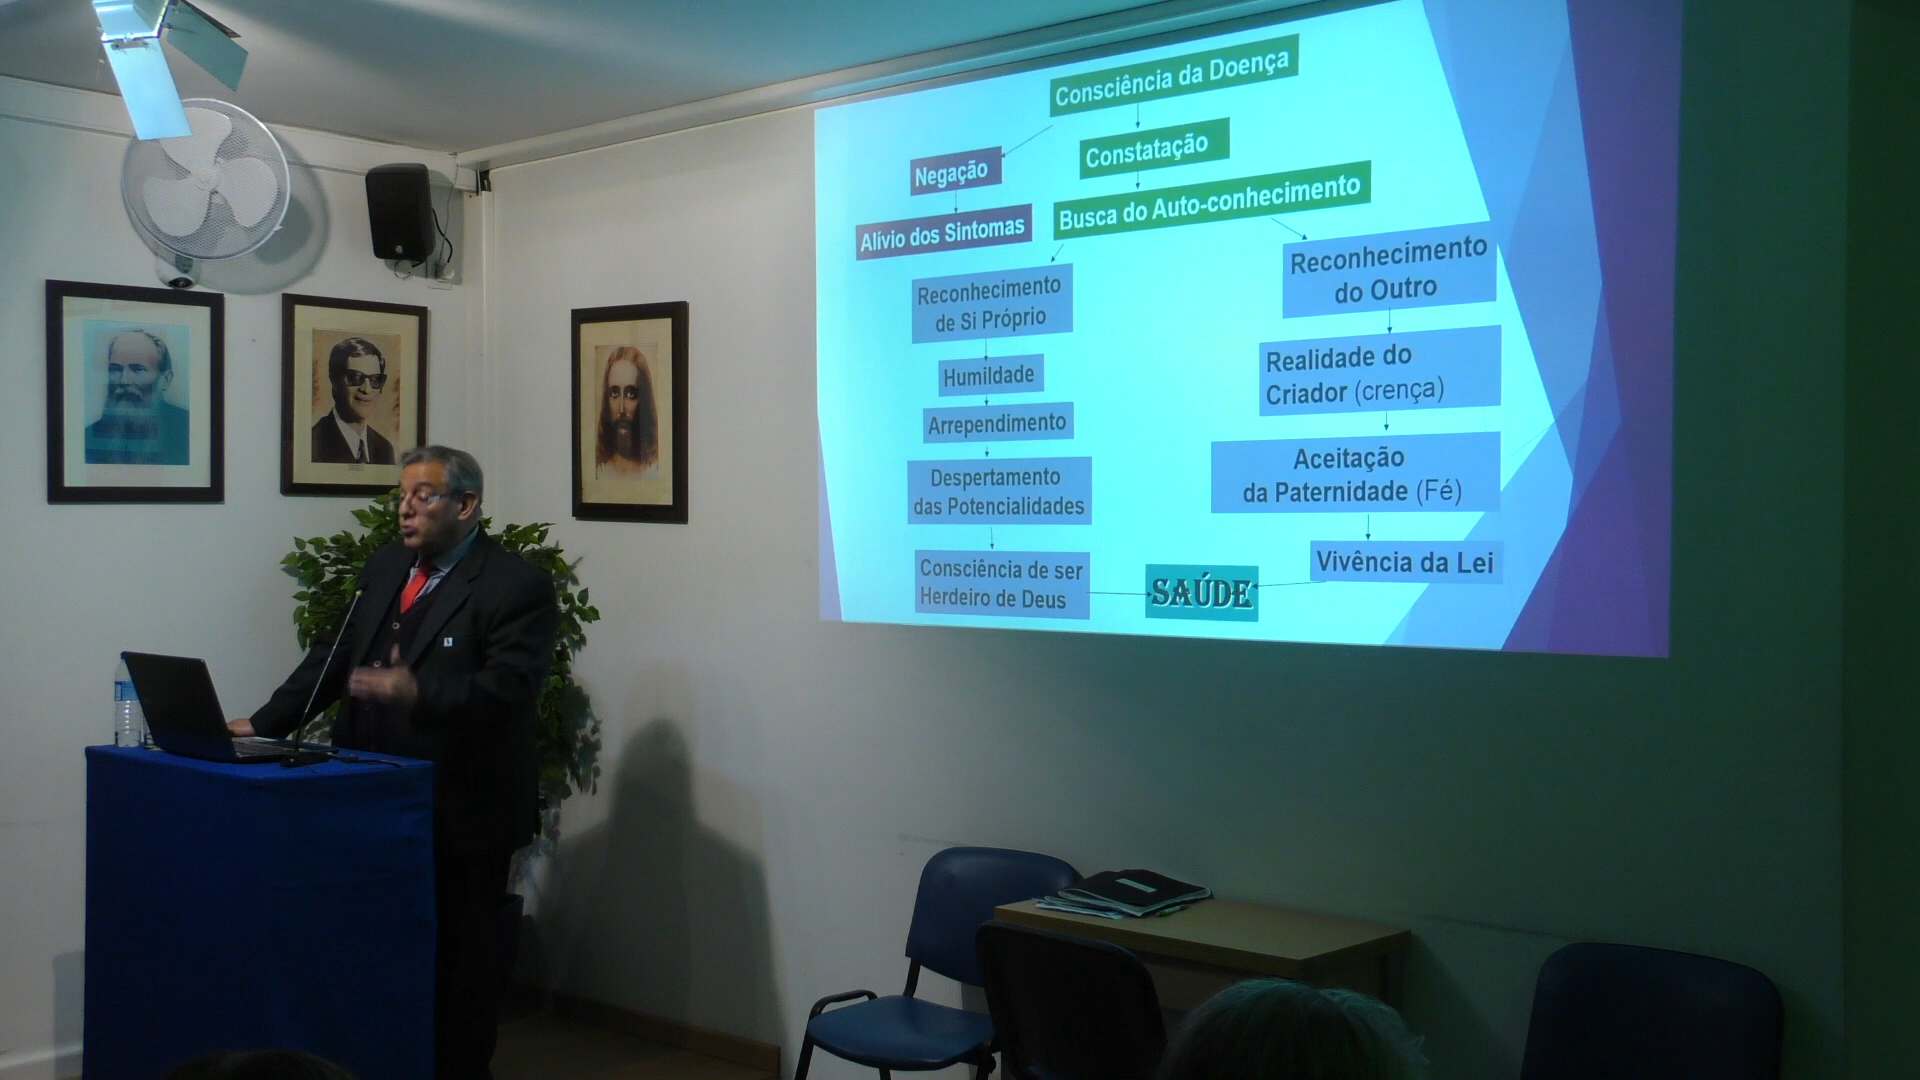 Consciência da Doença
Constatação
Negação
Busca do Auto-conhecimento
Alívio dos Sintomas
Reconhecimento
de Si Próprio
Humildade
Arrependimento
Despertamento
das Potencialidades
Consciência de ser
Herdeiro de Deus
Reconhecimento
do Outro
Realidade do
Criador (crença)
Aceitação
da Paternidade (Fé)
Vivência da Lei
SAÚDE